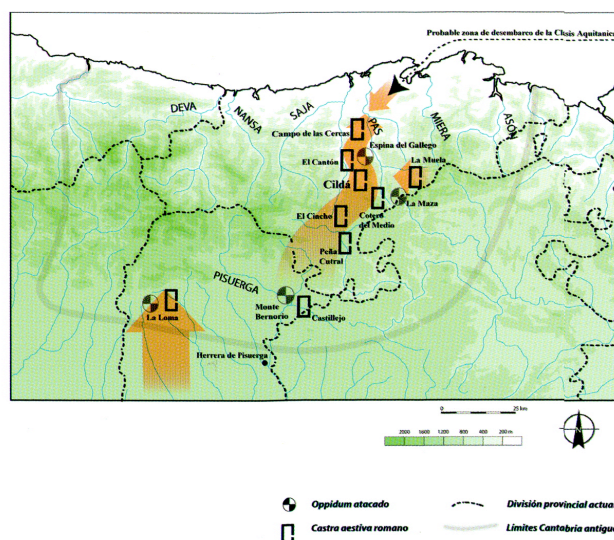 Probable zona de desembarco de la Clasis Aquitanica
DEVA
NANSA
SAJA
PAS
MIERA
ASÓN
Campo de las Cercas
Espina del Gallego
El Cantón
La Muela
Cildá
La Maza
El Cincho
Cotero
del Medio
Peña
Cutral
PISUERGA
Monte
Bernorio
Castillejo
La Loma
Herrera de Pisuerga
0 25 km
2000 1600 1200 800 400 200 m
N
Oppidum atacado
División provincial actual
Castra aestiva romano
Límites Cantabria antigua